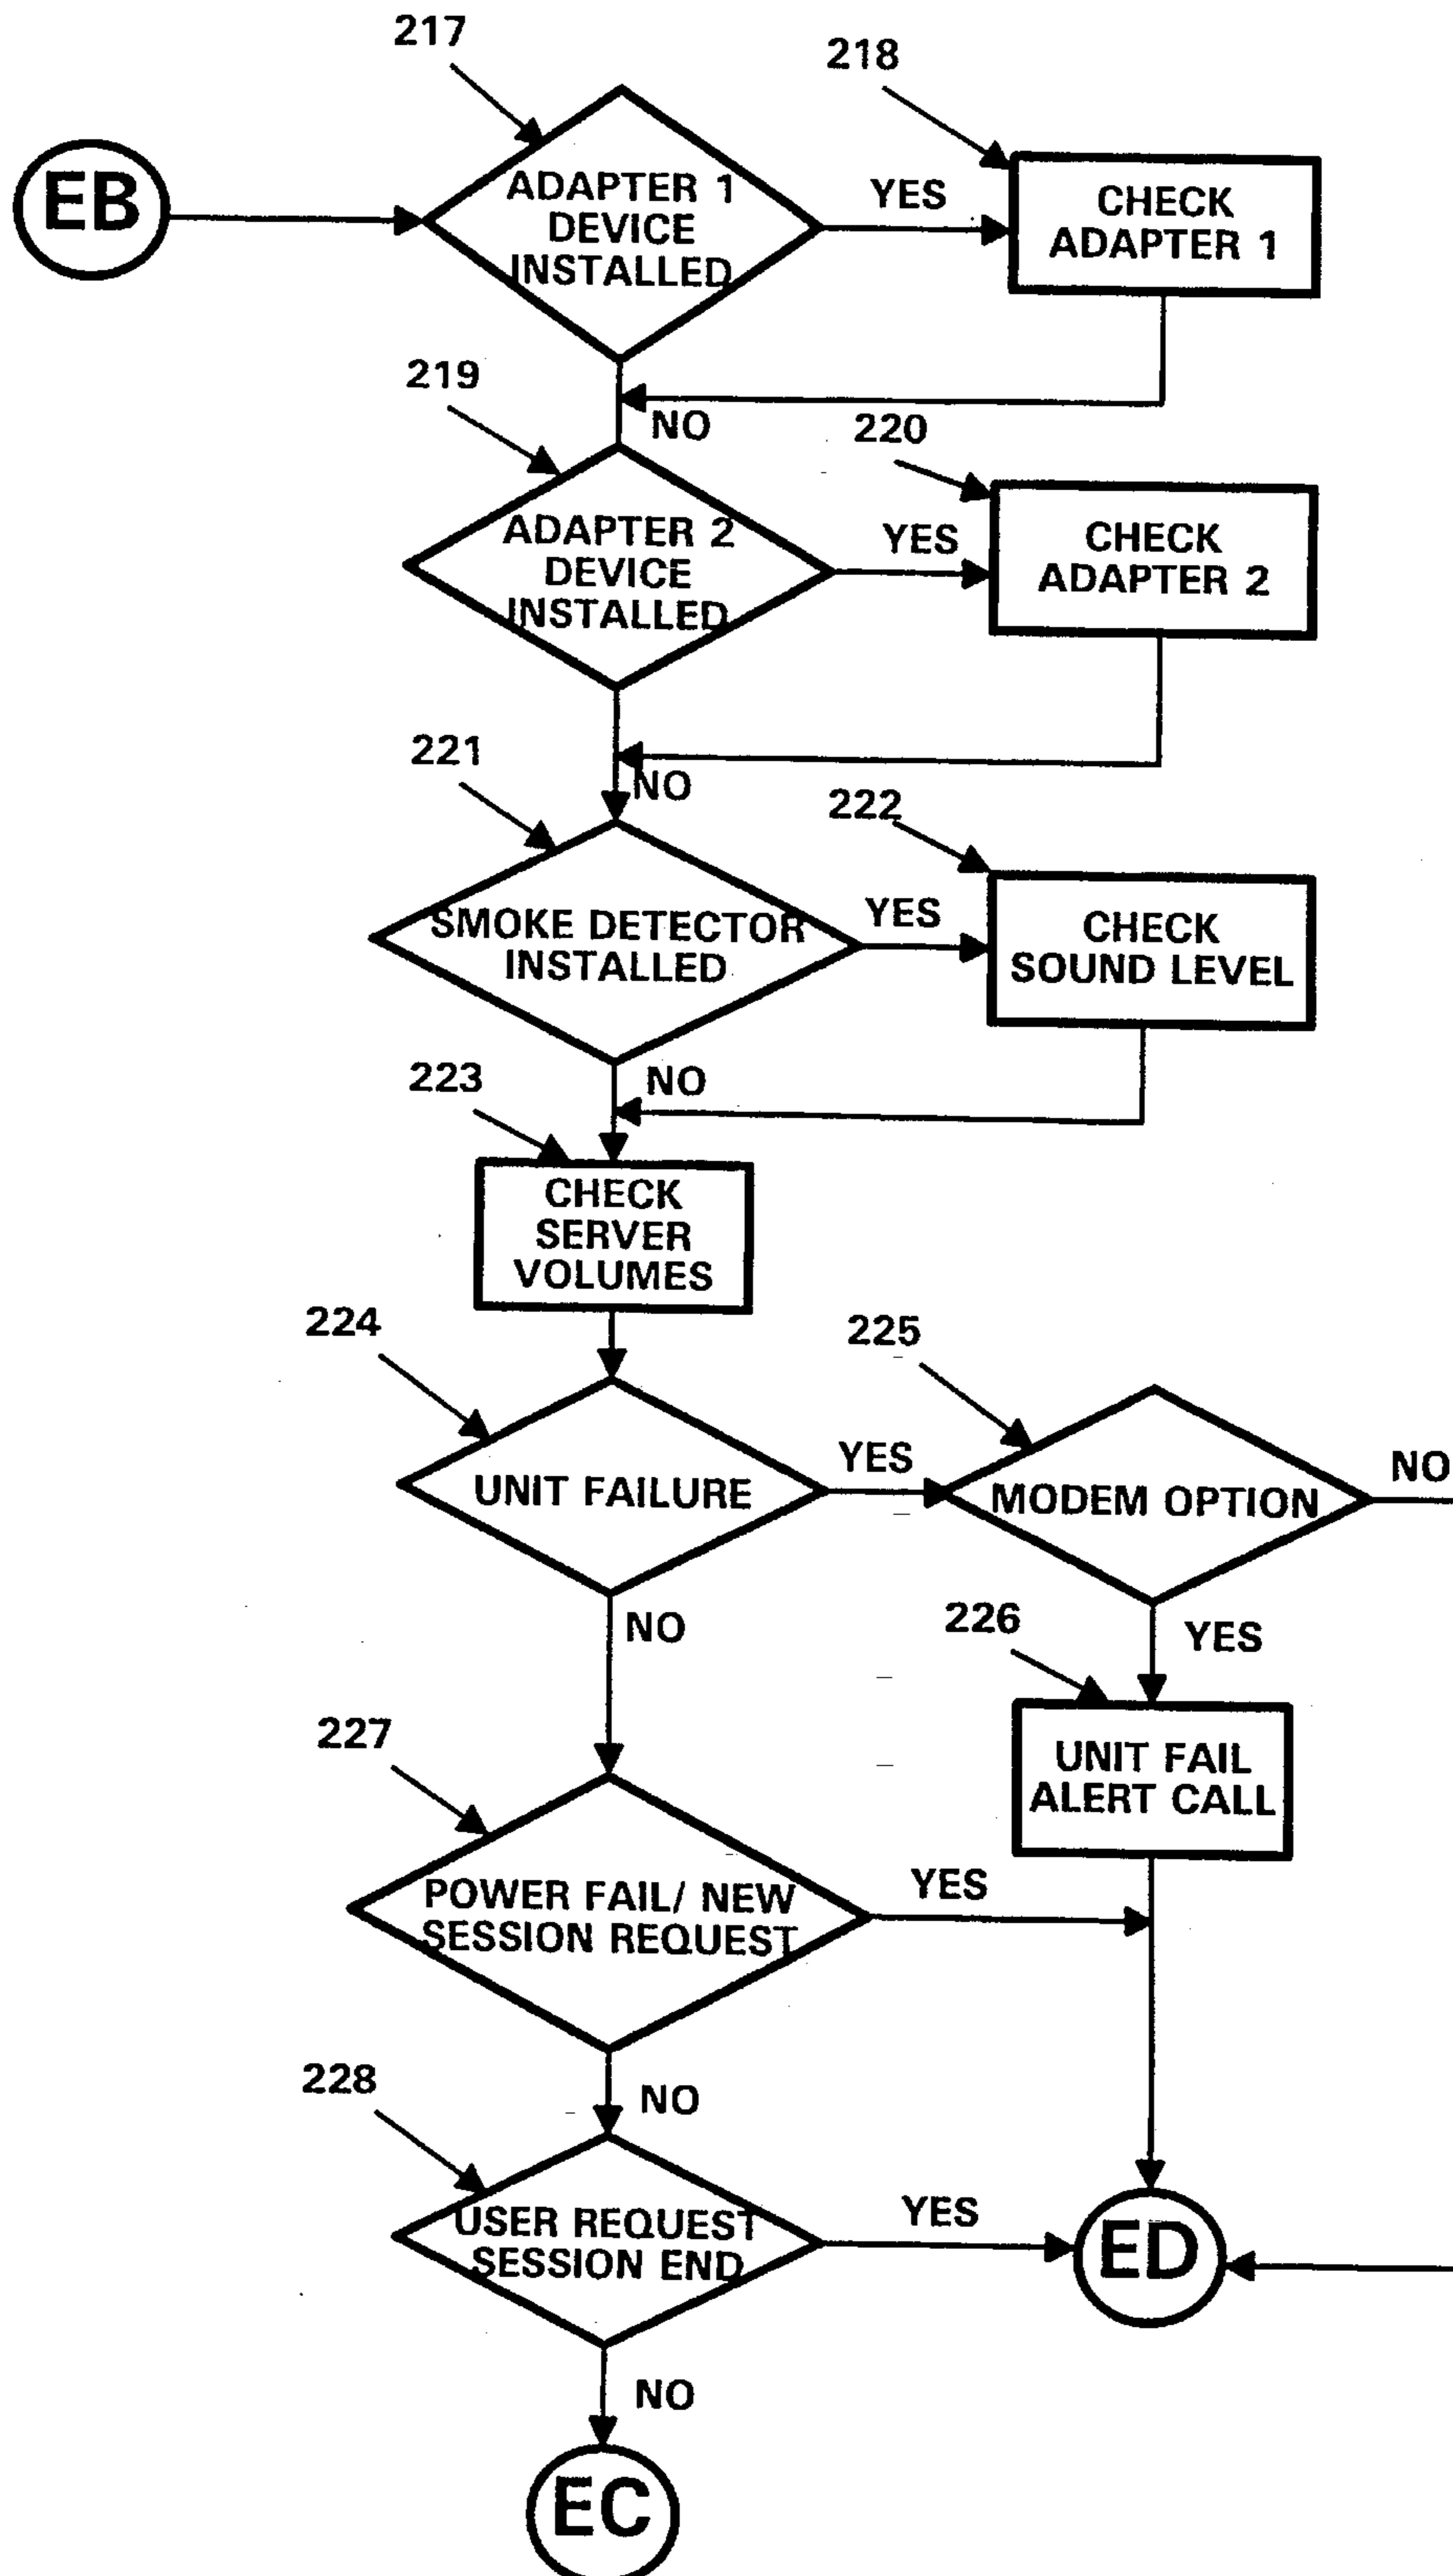 217
218
EB
ADAPTER 1
DEVICE
INSTALLED
YES
CHECK
ADAPTER 1
219
NO
220
ADAPTER 2
DEVICE
INSTALLED
YES
CHECK
ADAPTER 2
221
NO
222
SMOKE DETECTOR
INSTALLED
YES
CHECK
SOUND LEVEL
223
NO
CHECK
SERVER
VOLUMES
224
225
UNIT FAILURE
YES
MODEM OPTION
NO
NO
226
YES
227
UNIT FAIL
ALERT CALL
POWER FAIL/ NEW
SESSION REQUEST
YES
228
NO
USER REQUEST
SESSION END
YES
ED
NO
EC